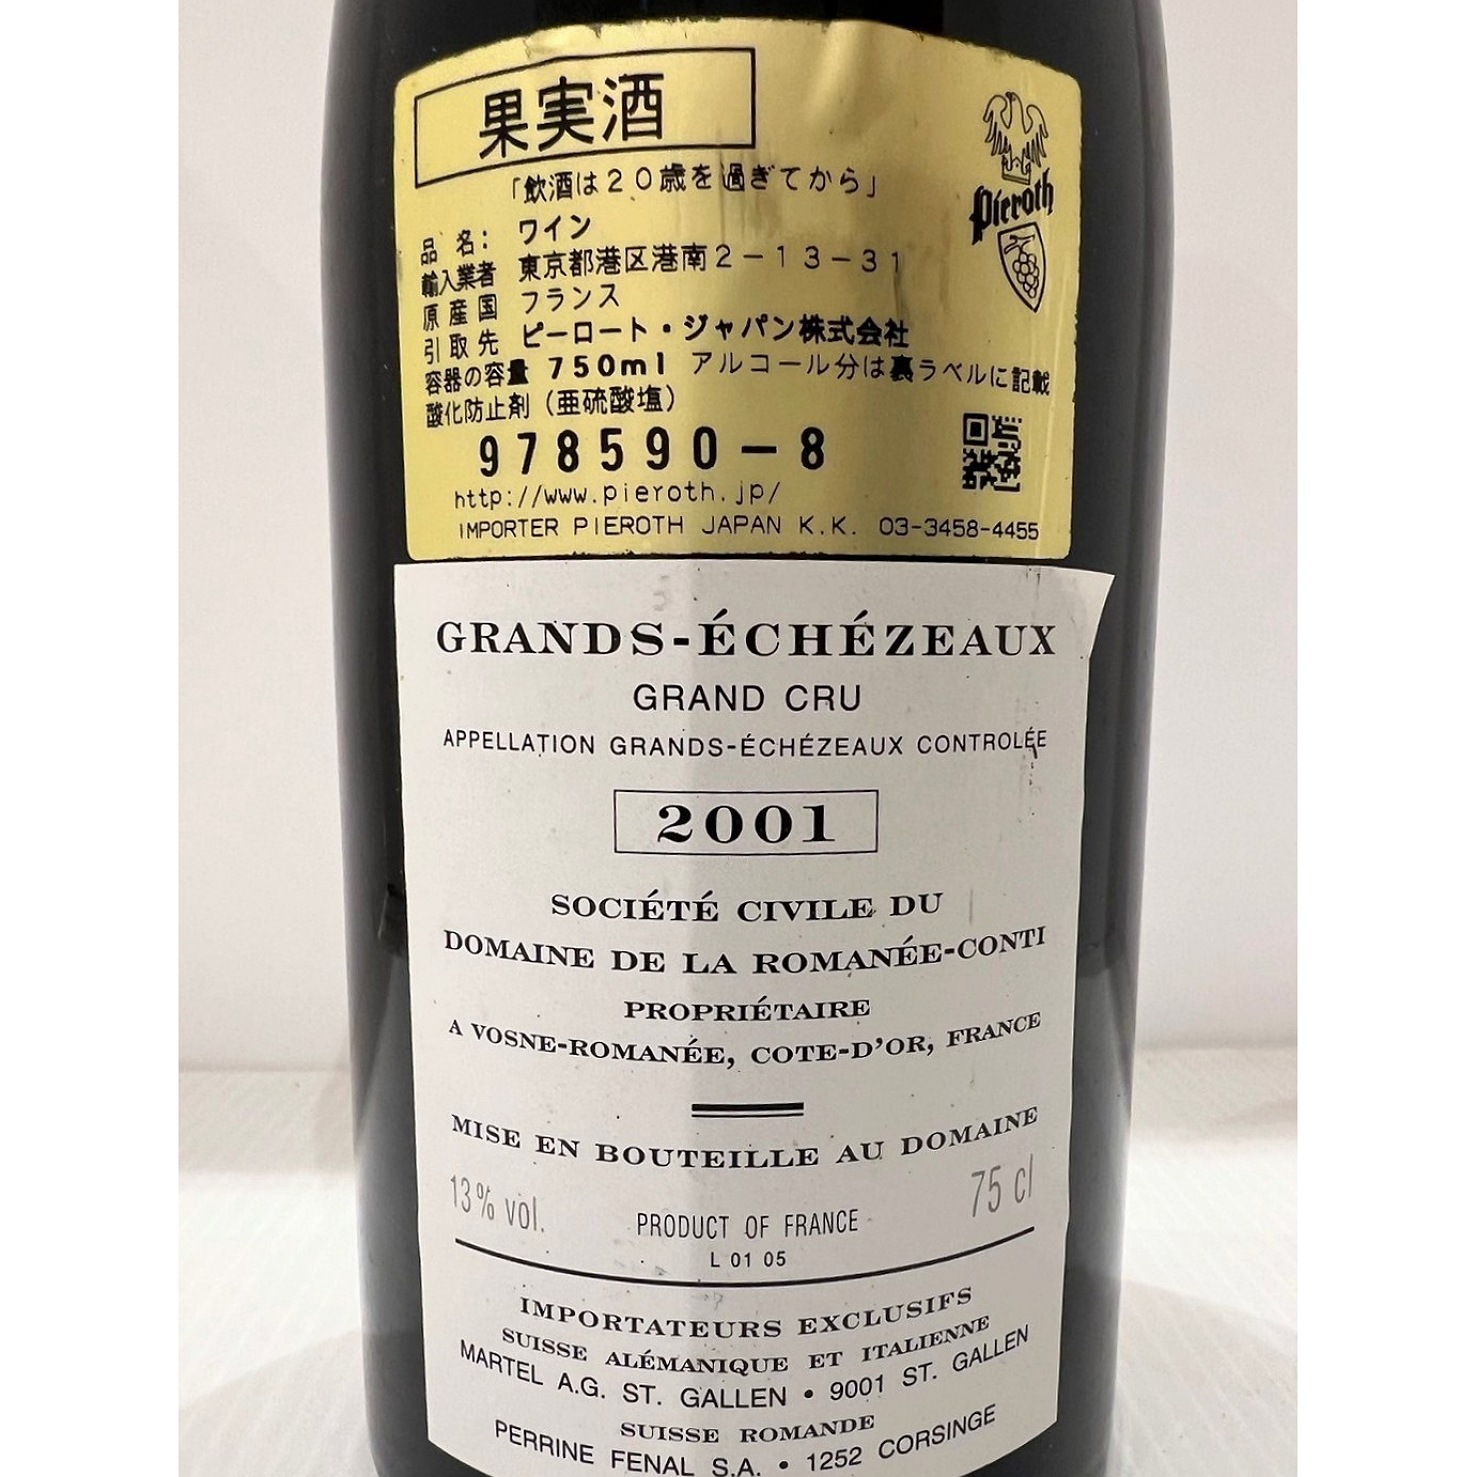 果実酒
「飲酒は20歳を過ぎてから」
Pieroth
品 名: ワイン
輸入業者 東京都港区港南2-13-31
原産国 フランス
引取先 ピーロート・ジャパン株式会社
容器の容量 750ml アルコール分は裏ラベルに記載
酸化防止剤(亜硫酸塩)
978590-8
http://www.pieroth.jp/
IMPORTER PIEROTH JAPAN K.K. 03-3458-4455
GRANDS-ÉCHÉZEAUX
GRAND CRU
APPELLATION GRANDS-ÉCHÉZEAUX CONTROLÉE
2001
SOCIÉTÉ CIVILE DU
DOMAINE DE LA ROMANÉE-CONTI
PROPRIÉTAIRE
A VOSNE-ROMANÉE, COTE-D'OR, FRANCE
MISE EN BOUTEILLE AU DOMAINE
13% vol. PRODUCT OF FRANCE 75 cl
L 01 05
IMPORTATEURS EXCLUSIFS
SUISSE ALÉMANIQUE ET ITALIENNE
MARTEL A.G. ST. GALLEN • 9001 ST. GALLEN
SUISSE ROMANDE
PERRINE FENAL S.A. • 1252 CORSINGE